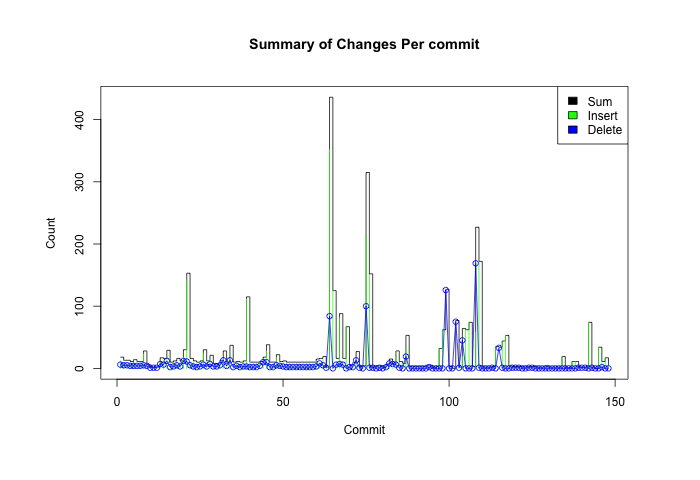 Summary of Changes Per commit
Sum
Insert
Delete
Count
400
300
200
100
0
0 50 100 150
Commit